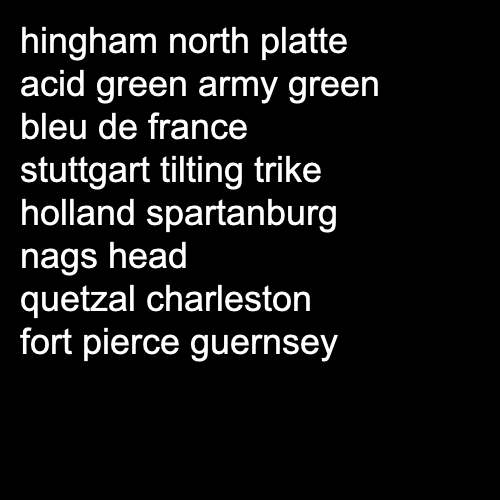 hingham north platte
acid green army green
bleu de france
stuttgart tilting trike
holland spartanburg
nags head
quetzal charleston
fort pierce guernsey